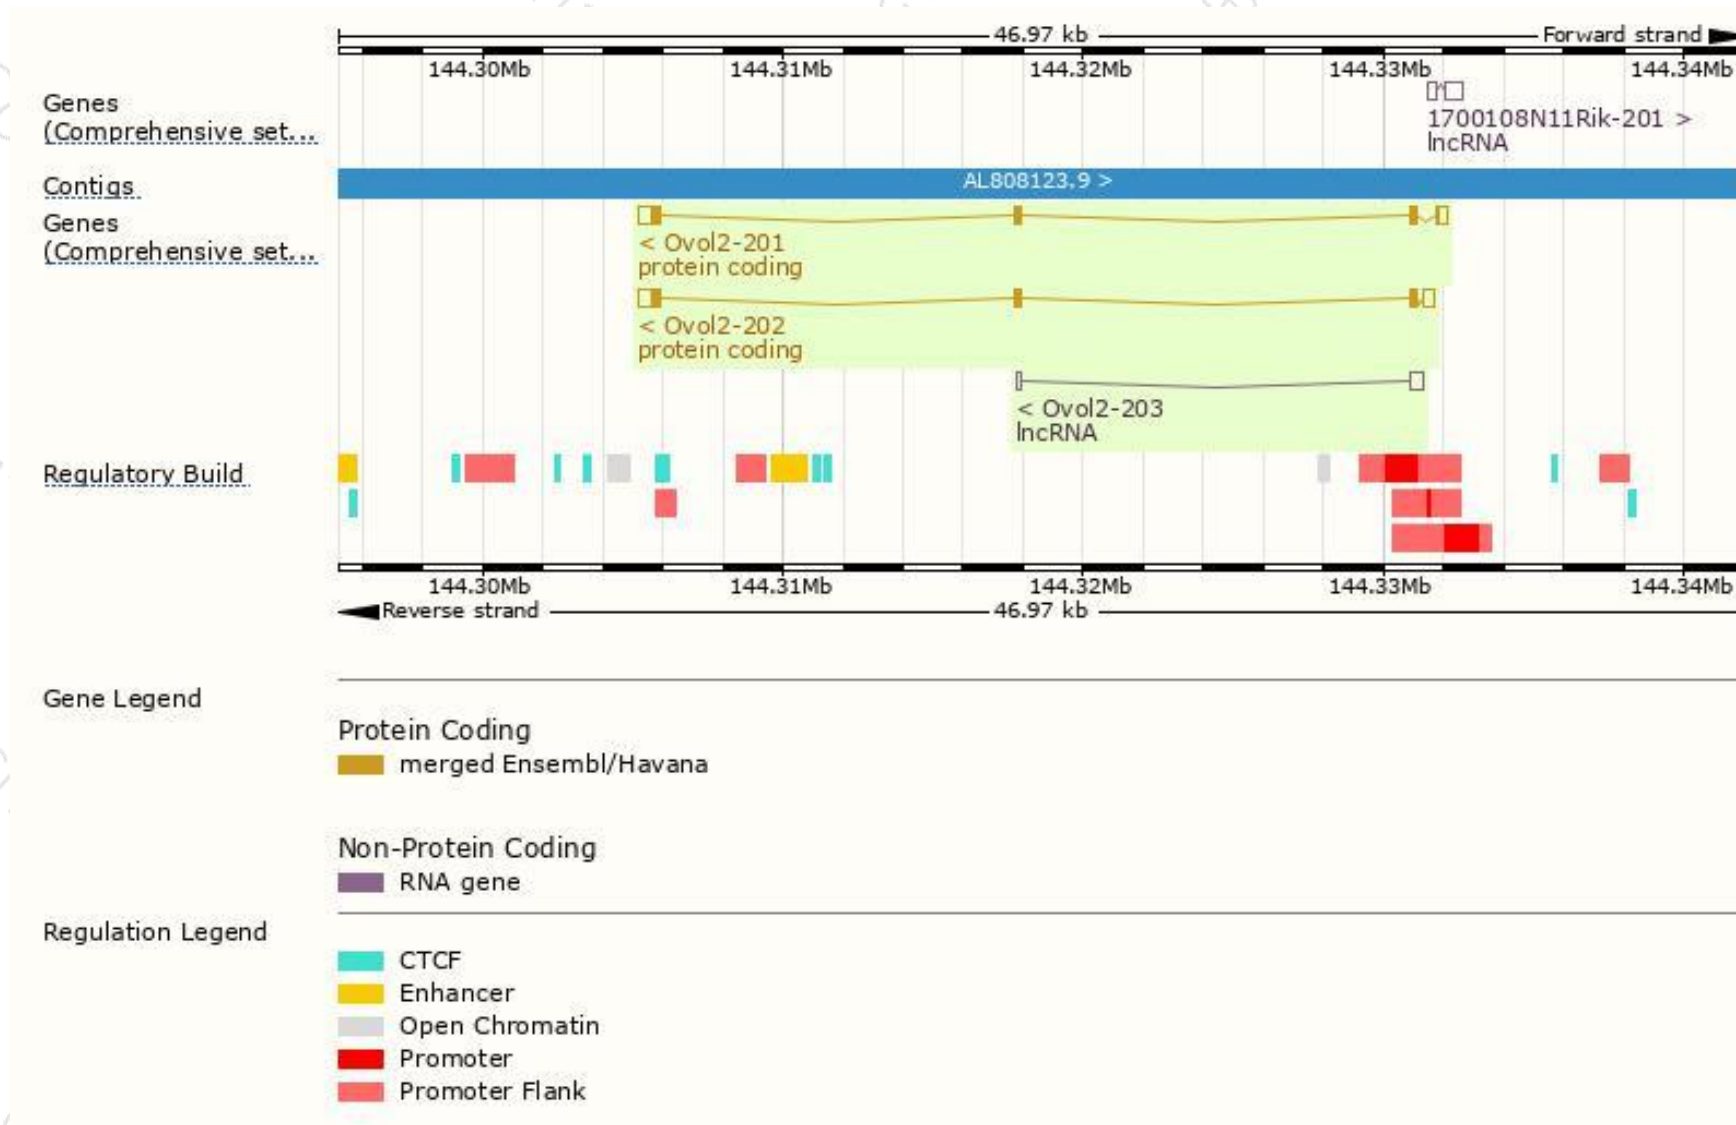 46.97 kb
Forward strand
144.30Mb 144.31Mb 144.32Mb 144.33Mb 144.34Mb
Genes
(Comprehensive set...
1700108N11Rik-201 >
lncRNA
Contigs
AL808123.9 >
Genes
(Comprehensive set...
< Ovol2-201
protein coding
< Ovol2-202
protein coding
< Ovol2-203
lncRNA
Regulatory Build
144.30Mb 144.31Mb 144.32Mb 144.33Mb 144.34Mb
Reverse strand
46.97 kb
Gene Legend
Protein Coding
merged Ensembl/Havana
Non-Protein Coding
RNA gene
Regulation Legend
CTCF
Enhancer
Open Chromatin
Promoter
Promoter Flank